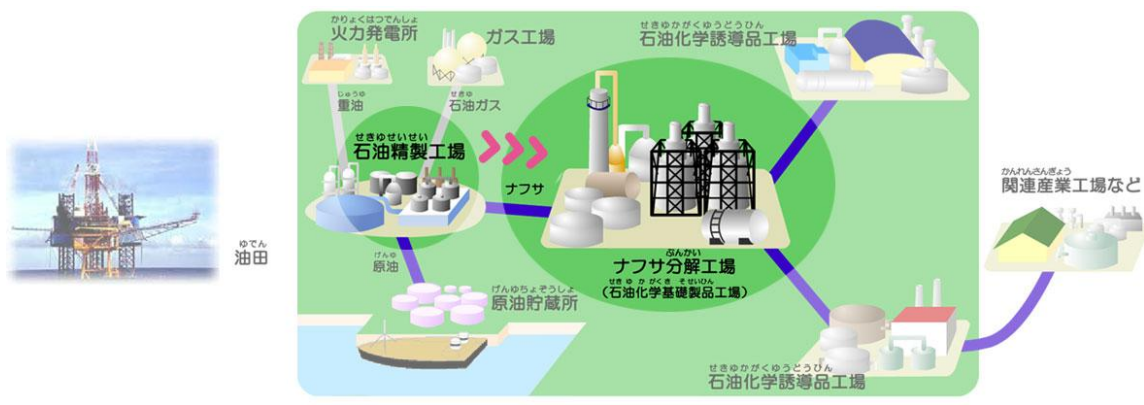 かりょくはつでんしょ
火力発電所
ガス工場
せきゆかがくゆうどうひん
石油化学誘導品工場
じゅうゆ
重油
せきゆ
石油ガス
せきゆせいせい
石油精製工場
ナフサ
かんれんさんぎょう
関連産業工場など
ゆでん
油田
げんゆ
原油
ぶんかい
ナフサ分解工場
せきゆかがくきそせいひん
（石油化学基礎製品工場）
げんゆちょぞうしょ
原油貯蔵所
せきゆかがくゆうどうひん
石油化学誘導品工場